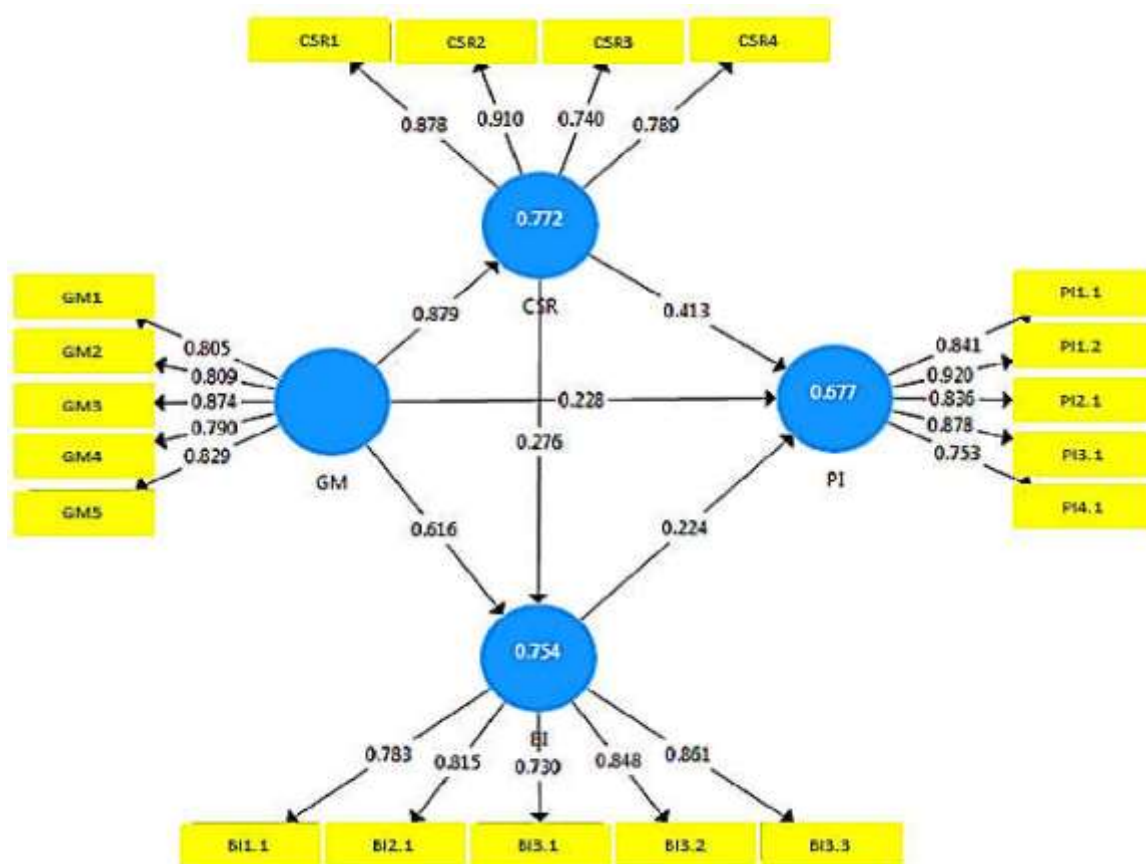 CSR1 CSR2 CSR3 CSR4
0.878 0.910 0.740 0.789
0.772
CSR
GM1
GM2
GM3
GM4
GM5
0.805
0.809
0.874
0.790
0.829
GM
0.879
0.413
0.228
0.276
0.616
0.224
0.677
PI
0.841
0.920
0.836
0.878
0.753
PI1.1
PI1.2
PI2.1
PI3.1
PI4.1
0.754
BI
0.783 0.815 0.730 0.848 0.861
BI1.1 BI2.1 BI3.1 BI3.2 BI3.3